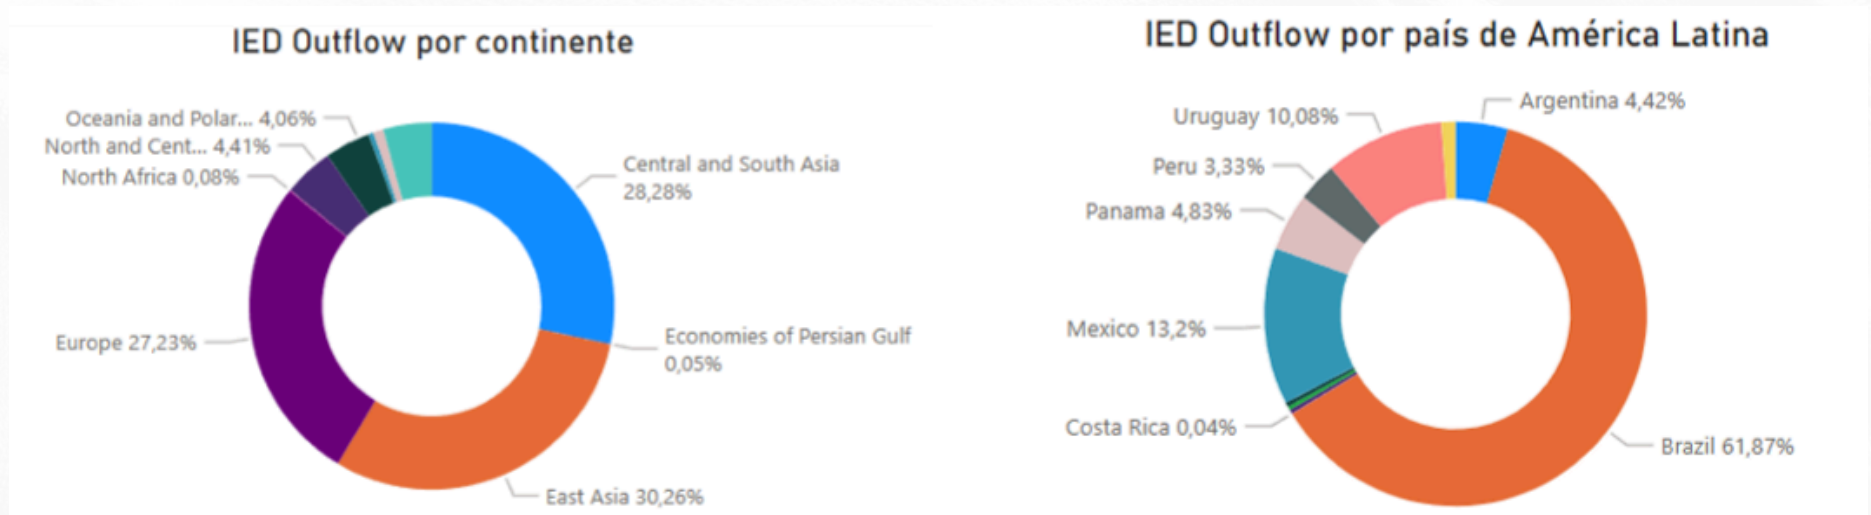 IED Outflow por continente
Oceania and Polar... 4,06%
North and Cent... 4,41%
North Africa 0,08%
Europe 27,23%
Central and South Asia
28,28%
Economies of Persian Gulf
0,05%
East Asia 30,26%
IED Outflow por país de América Latina
Argentina 4,42%
Uruguay 10,08%
Peru 3,33%
Panama 4,83%
Mexico 13,2%
Costa Rica 0,04%
Brazil 61,87%